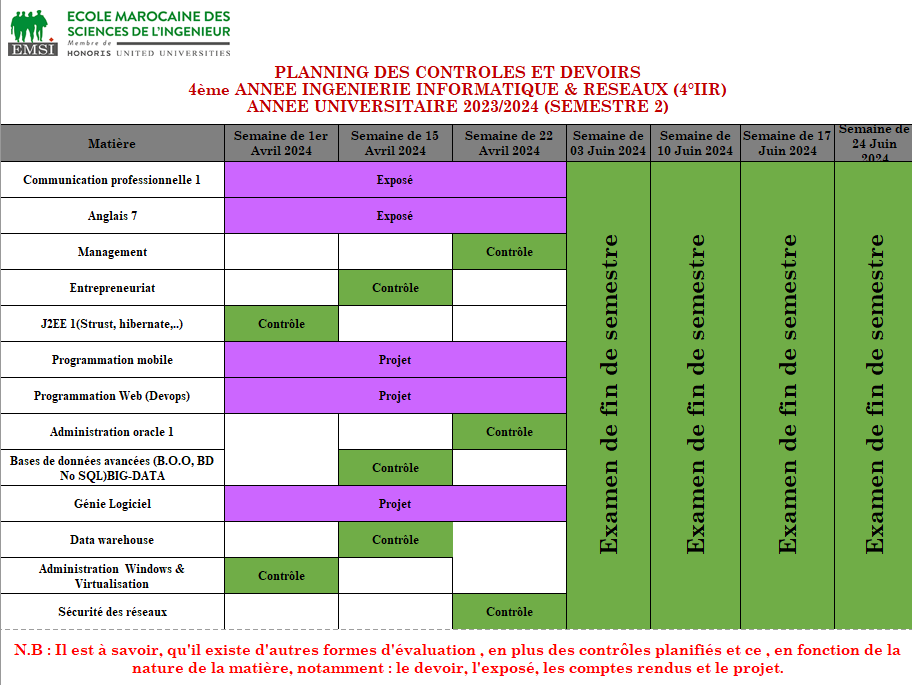 ECOLE MAROCAINE DES
SCIENCES DE L'INGENIEUR
Membre de
HONORIS UNITED UNIVERSITIES
EMSI
PLANNING DES CONTROLES ET DEVOIRS
4ème ANNEE INGENIERIE INFORMATIQUE & RESEAUX (4°IIR)
ANNEE UNIVERSITAIRE 2023/2024 (SEMESTRE 2)
Matière
Semaine de 1er
Avril 2024
Semaine de 15
Avril 2024
Semaine de 22
Avril 2024
Semaine de
03 Juin 2024
Semaine de
10 Juin 2024
Semaine de 17
Juin 2024
Semaine de
24 Juin
2024
Communication professionnelle 1
Exposé
Anglais 7
Exposé
Management
Contrôle
Entrepreneuriat
Contrôle
J2EE 1(Strust, hibernate,..)
Contrôle
Programmation mobile
Projet
Programmation Web (Devops)
Projet
Administration oracle 1
Contrôle
Bases de données avancées (B.O.O, BD
No SQL)BIG-DATA
Contrôle
Génie Logiciel
Projet
Data warehouse
Contrôle
Administration Windows &
Virtualisation
Contrôle
Sécurité des réseaux
Contrôle
Examen de fin de semestre
Examen de fin de semestre
Examen de fin de semestre
Examen de fin de semestre
N.B : Il est à savoir, qu'il existe d'autres formes d'évaluation , en plus des contrôles planifiés et ce , en fonction de la
nature de la matière, notamment : le devoir, l'exposé, les comptes rendus et le projet.